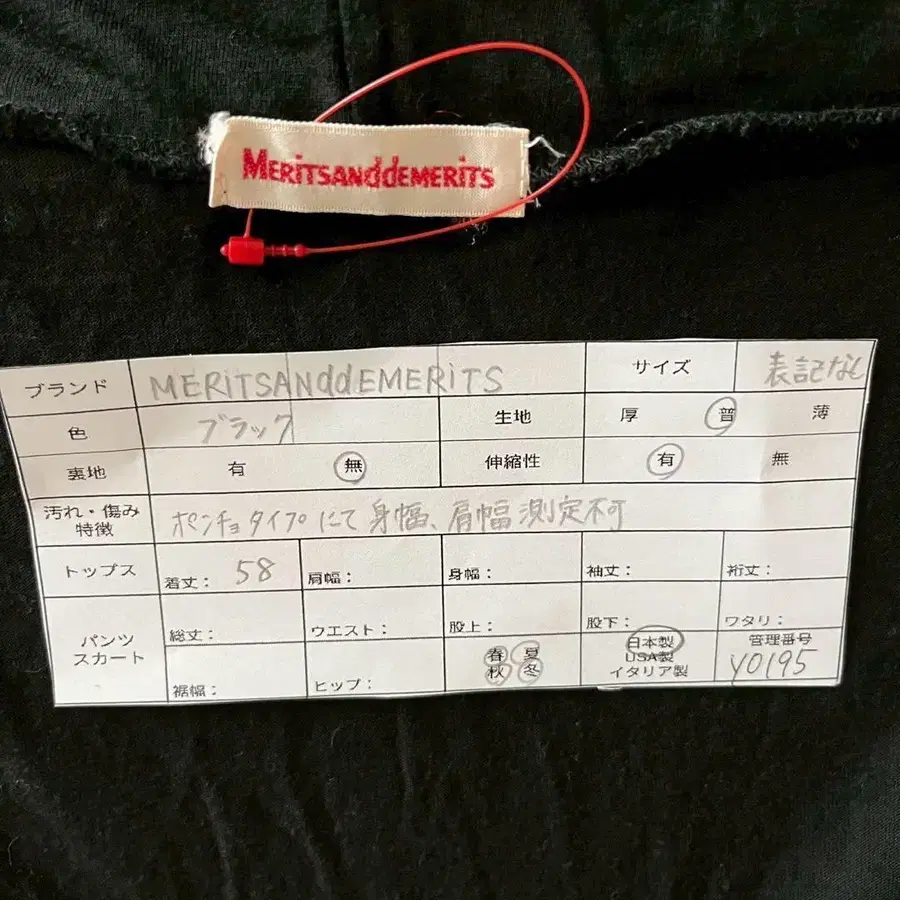 MERiTSANddEMERiTS
ブランド MERiTSANddEMERiTS サイズ 表記なし
色 ブラック 生地 厚 普 薄
裏地 有 無 伸縮性 有 無
汚れ・傷み
特徴
ポンチョタイプにて身幅、肩幅測定不可
トップス 着丈: 58 肩幅: 身幅: 袖丈: 裄丈:
パンツ
スカート
総丈: ウエスト: 股上: 股下: ワタリ:
裾幅: ヒップ:
春 夏
秋 冬
日本製
USA製
イタリア製
管理番号
Y0195